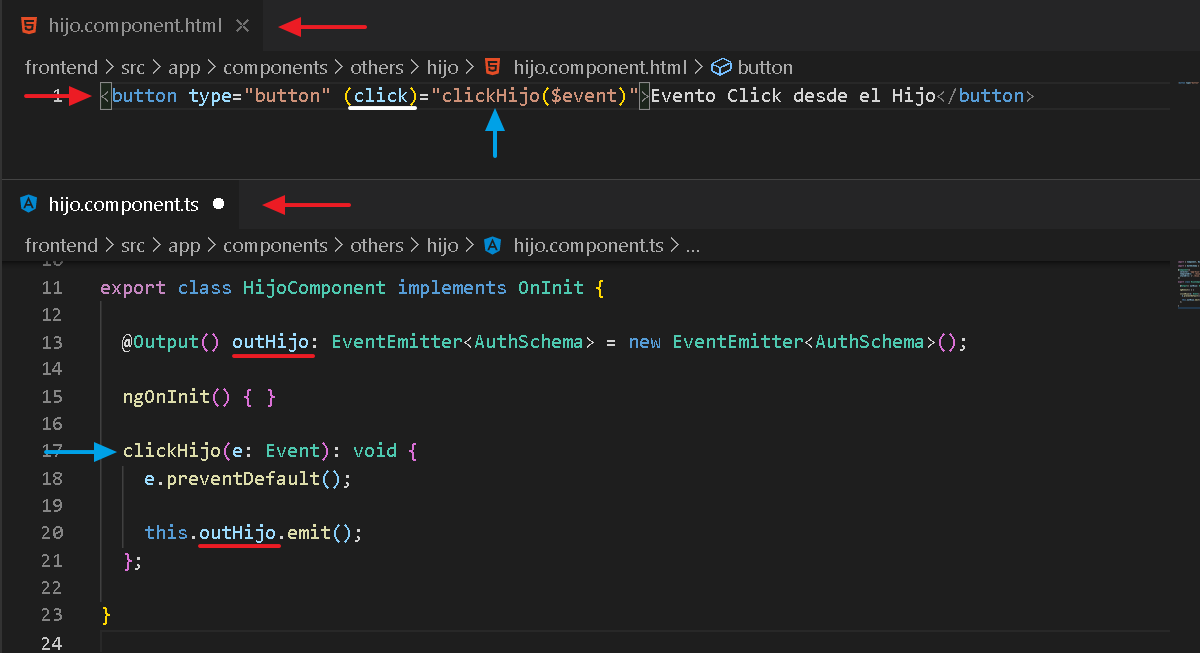 hijo.component.html
frontend > src > app > components > others > hijo > hijo.component.html > button
1 <button type="button" (click)="clickHijo($event)">Evento Click desde el Hijo</button>
hijo.component.ts
frontend > src > app > components > others > hijo > hijo.component.ts > ...
10
11 export class HijoComponent implements OnInit {
12
13 @Output() outHijo: EventEmitter<AuthSchema> = new EventEmitter<AuthSchema>();
14
15 ngOnInit() { }
16
17 clickHijo(e: Event): void {
18 e.preventDefault();
19
20 this.outHijo.emit();
21 };
22
23 }
24